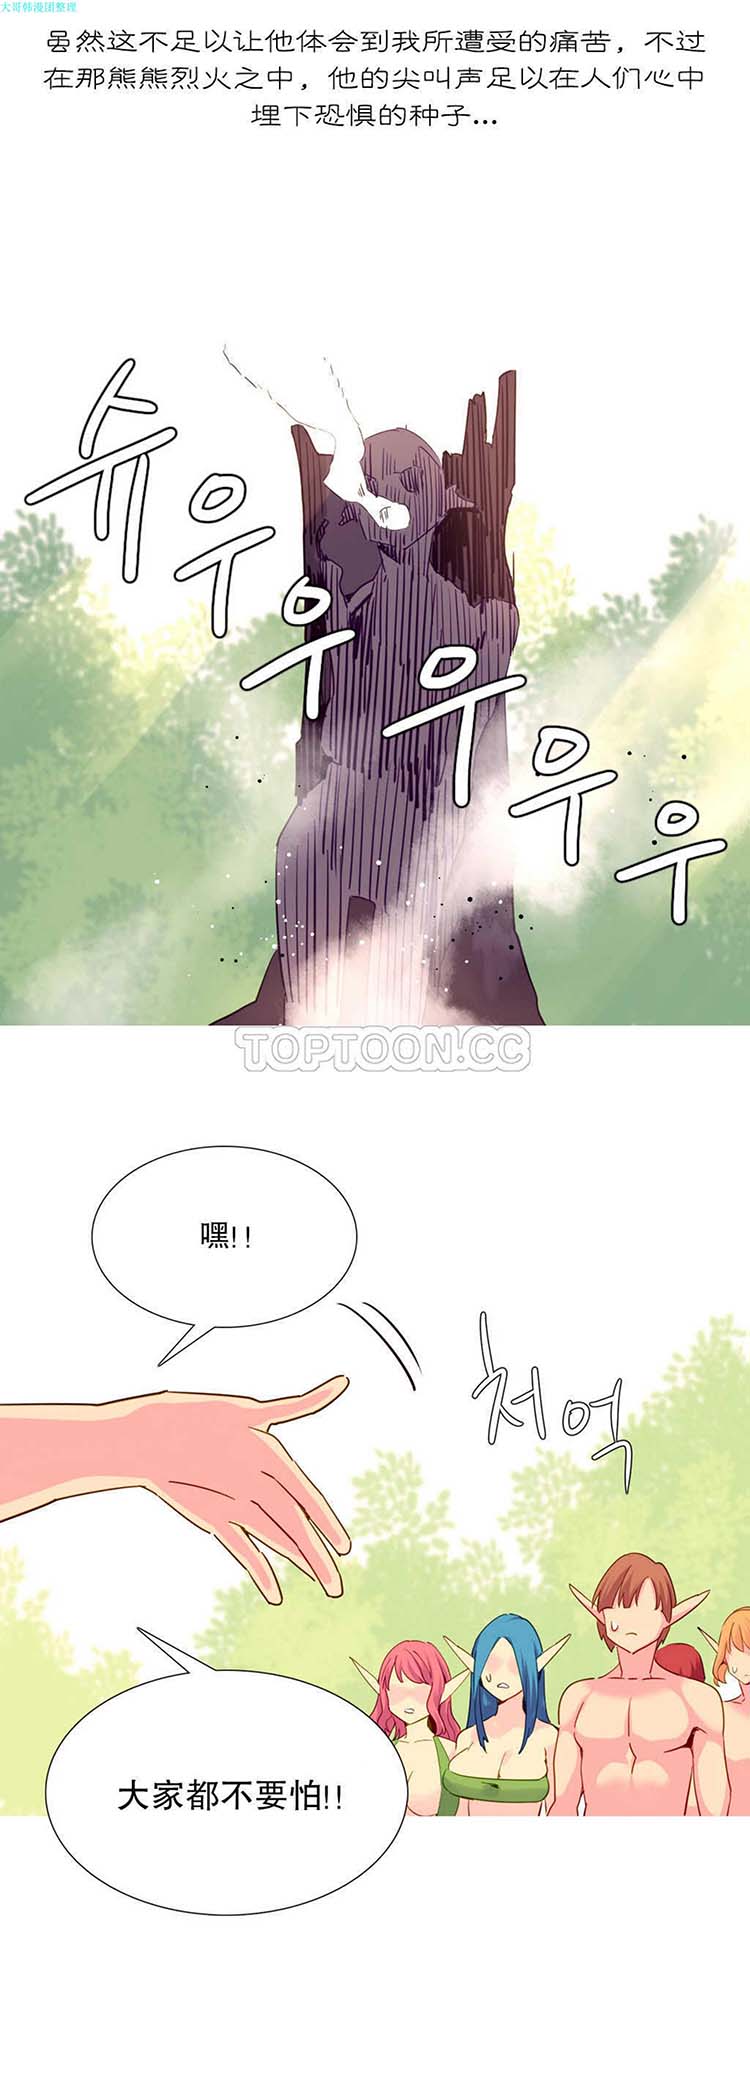 大哥韩漫团整理
虽然这不足以让他体会到我所遭受的痛苦，不过
在那熊熊烈火之中，他的尖叫声足以在人们心中
埋下恐惧的种子...
슈우우우우우
TOPTOON.CC
嘿!!
처억
大家都不要怕!!